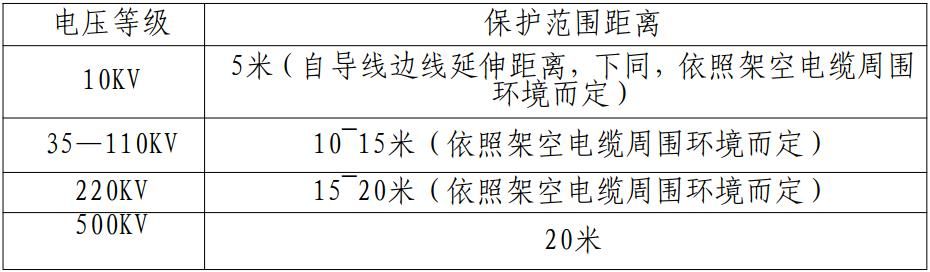 电压等级 保护范围距离
10KV 5米（自导线边线延伸距离，下同，依照架空电缆周围
环境而定）
35—110KV 10‾15米（依照架空电缆周围环境而定）
220KV 15‾20米（依照架空电缆周围环境而定）
500KV 20米